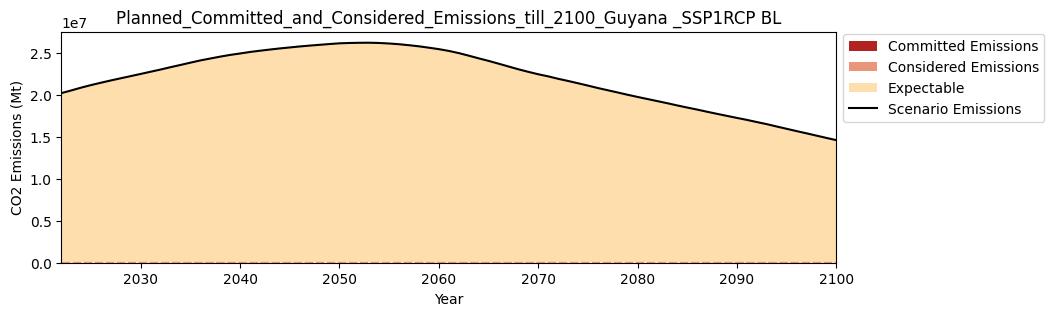 Planned_Committed_and_Considered_Emissions_till_2100_Guyana _SSP1RCP BL
1e7
2.5
2.0
1.5
1.0
0.5
0.0
CO2 Emissions (Mt)
2030 2040 2050 2060 2070 2080 2090 2100
Year
Committed Emissions
Considered Emissions
Expectable
Scenario Emissions